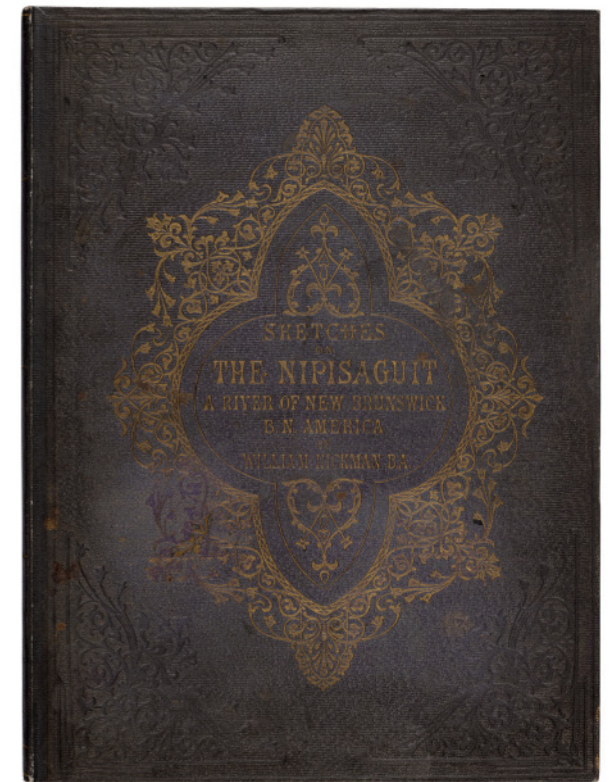 SKETCHES
ON
THE NIPISAGUIT
A RIVER OF NEW BRUNSWICK
B. N. AMERICA
WILLIAM HICKMAN B.A.